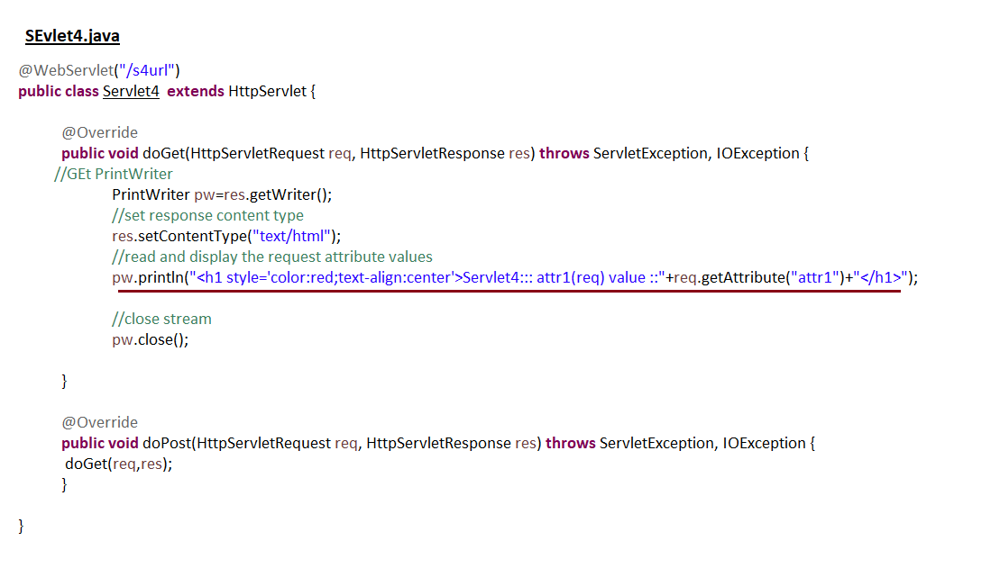 SEvlet4.java
@WebServlet("/s4url")
public class Servlet4 extends HttpServlet {
@Override
public void doGet(HttpServletRequest req, HttpServletResponse res) throws ServletException, IOException {
//GEt PrintWriter
PrintWriter pw=res.getWriter();
//set response content type
res.setContentType("text/html");
//read and display the request attribute values
pw.println("<h1 style='color:red;text-align:center'>Servlet4::: attr1(req) value ::"+req.getAttribute("attr1")+"</h1>");
//close stream
pw.close();
}
@Override
public void doPost(HttpServletRequest req, HttpServletResponse res) throws ServletException, IOException {
doGet(req,res);
}
}